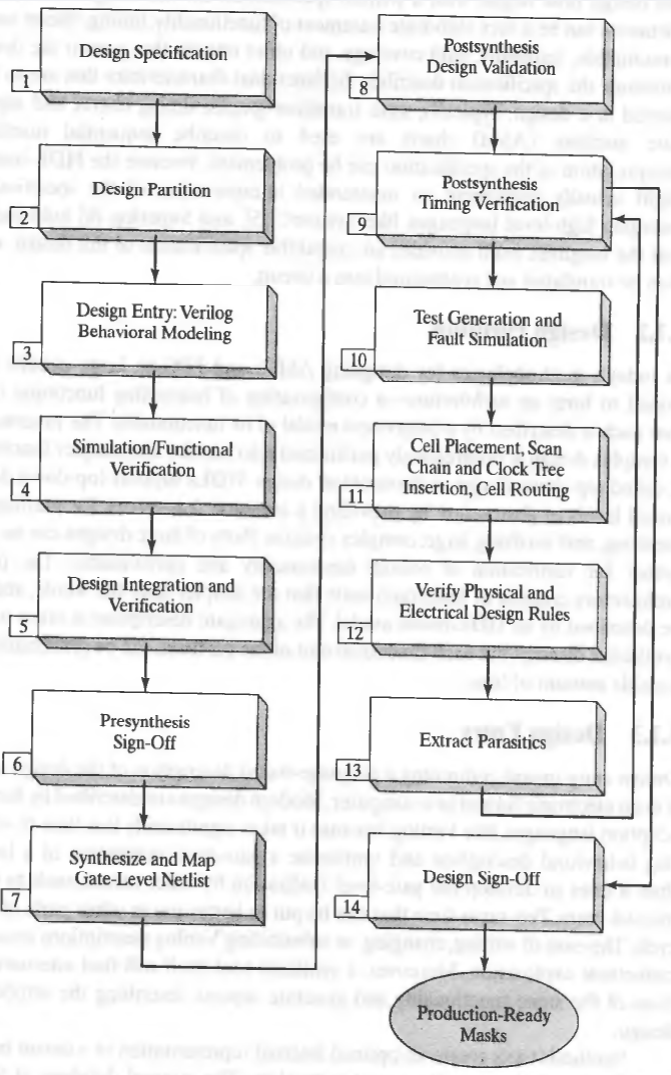 Design Specification
1
Design Partition
2
Design Entry: Verilog
Behavioral Modeling
3
Simulation/Functional
Verification
4
Design Integration and
Verification
5
Presynthesis
Sign-Off
6
Synthesize and Map
Gate-Level Netlist
7
Postsynthesis
Design Validation
8
Postsynthesis
Timing Verification
9
Test Generation and
Fault Simulation
10
Cell Placement, Scan
Chain and Clock Tree
Insertion, Cell Routing
11
Verify Physical and
Electrical Design Rules
12
Extract Parasitics
13
Design Sign-Off
14
Production-Ready
Masks